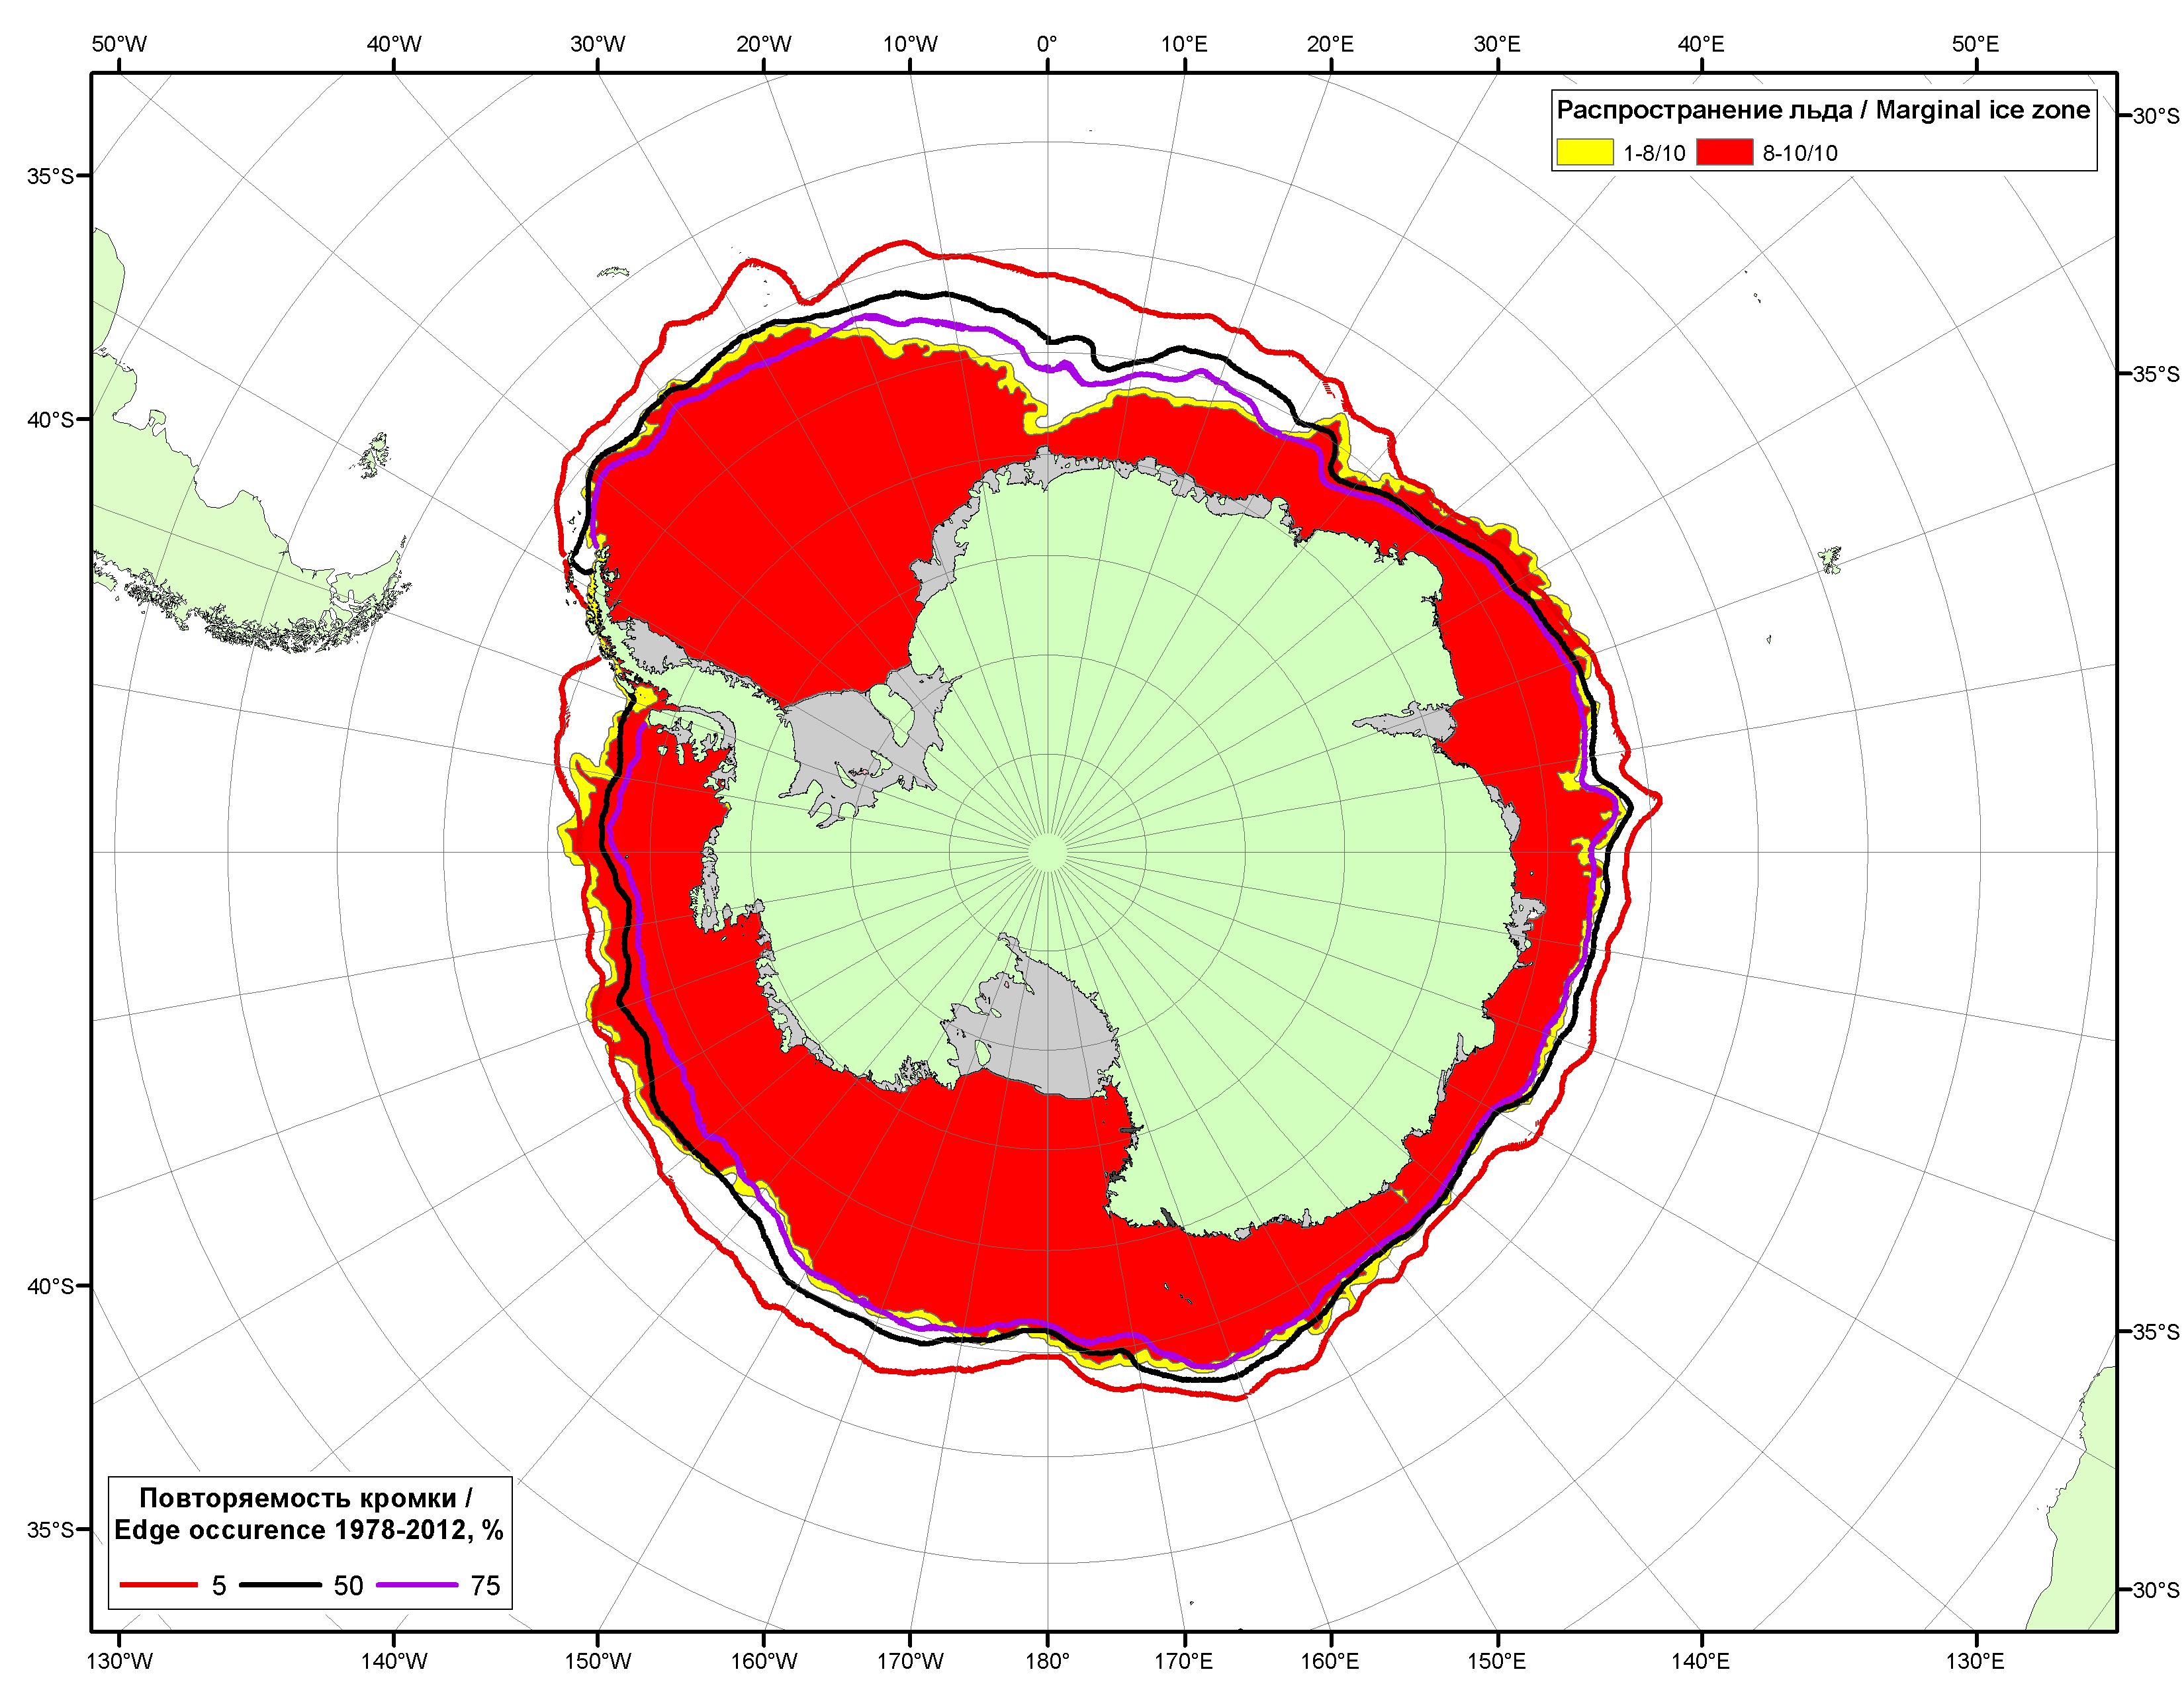 50°W 40°W 30°W 20°W 10°W 0° 10°E 20°E 30°E 40°E 50°E
Распространение льда / Marginal ice zone
1-8/10 8-10/10
30°S
35°S
35°S
40°S
40°S
35°S
35°S
30°S
Повторяемость кромки /
Edge occurence 1978-2012, %
5 50 75
130°W 140°W 150°W 160°W 170°W 180° 170°E 160°E 150°E 140°E 130°E